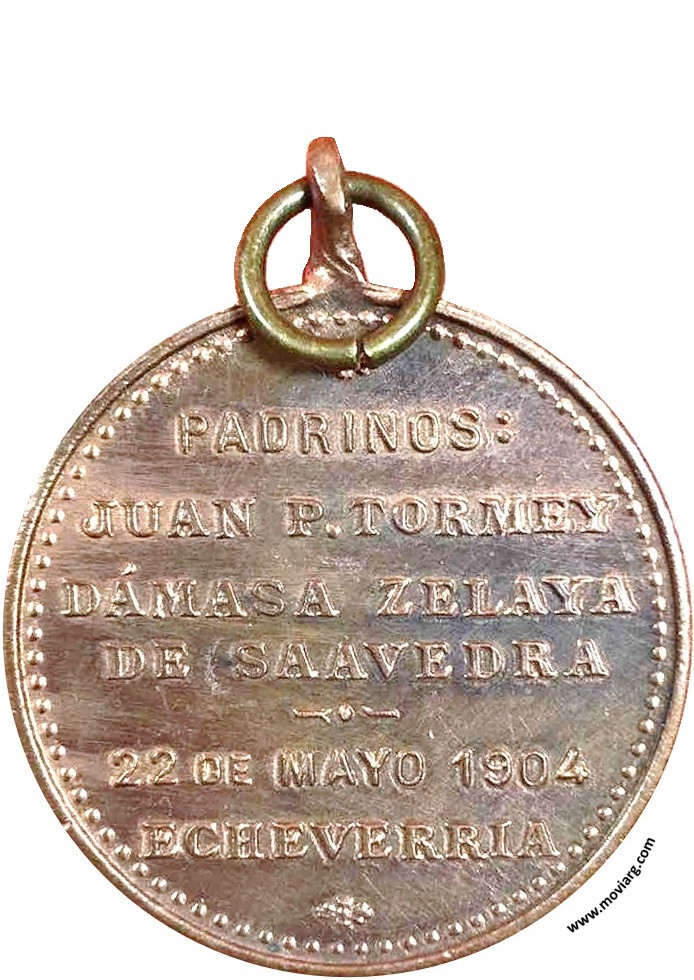 PADRINOS:
JUAN P. TORMEY
DÁMASA ZELAYA
DE SAAVEDRA
22 DE MAYO 1904
ECHEVERRIA
www.moviarg.com